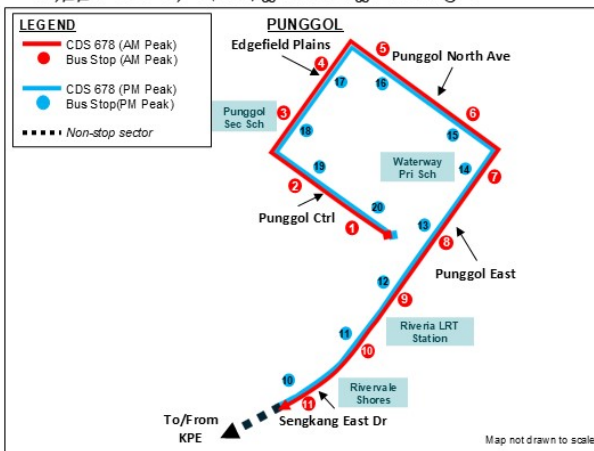 PUNGGOL
LEGEND
CDS 678 (AM Peak)
Bus Stop (AM Peak)
CDS 678 (PM Peak)
Bus Stop(PM Peak)
Non-stop sector
Edgefield Plains
5
Punggol North Ave
4
17
16
3
Punggol
Sec Sch
6
18
15
19
Waterway
Pri Sch
14
7
2
Punggol Ctrl
20
1
13
8
Punggol East
12
9
11
Riveria LRT
Station
10
10
Rivervale
Shores
11
To/From
KPE
Sengkang East Dr
Map not drawn to scale